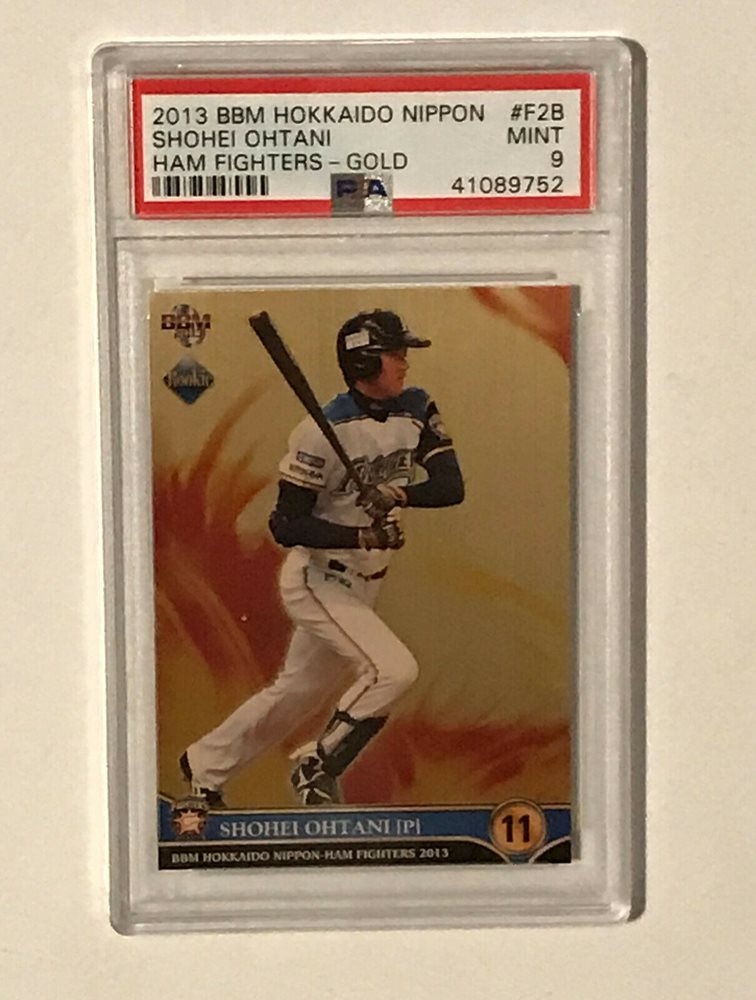 2013 BBM HOKKAIDO NIPPON #F2B
SHOHEI OHTANI MINT
HAM FIGHTERS – GOLD 9
PSA 41089752
BBM
Rookie
SHOHEI OHTANI [P] 11
BBM HOKKAIDO NIPPON-HAM FIGHTERS 2013